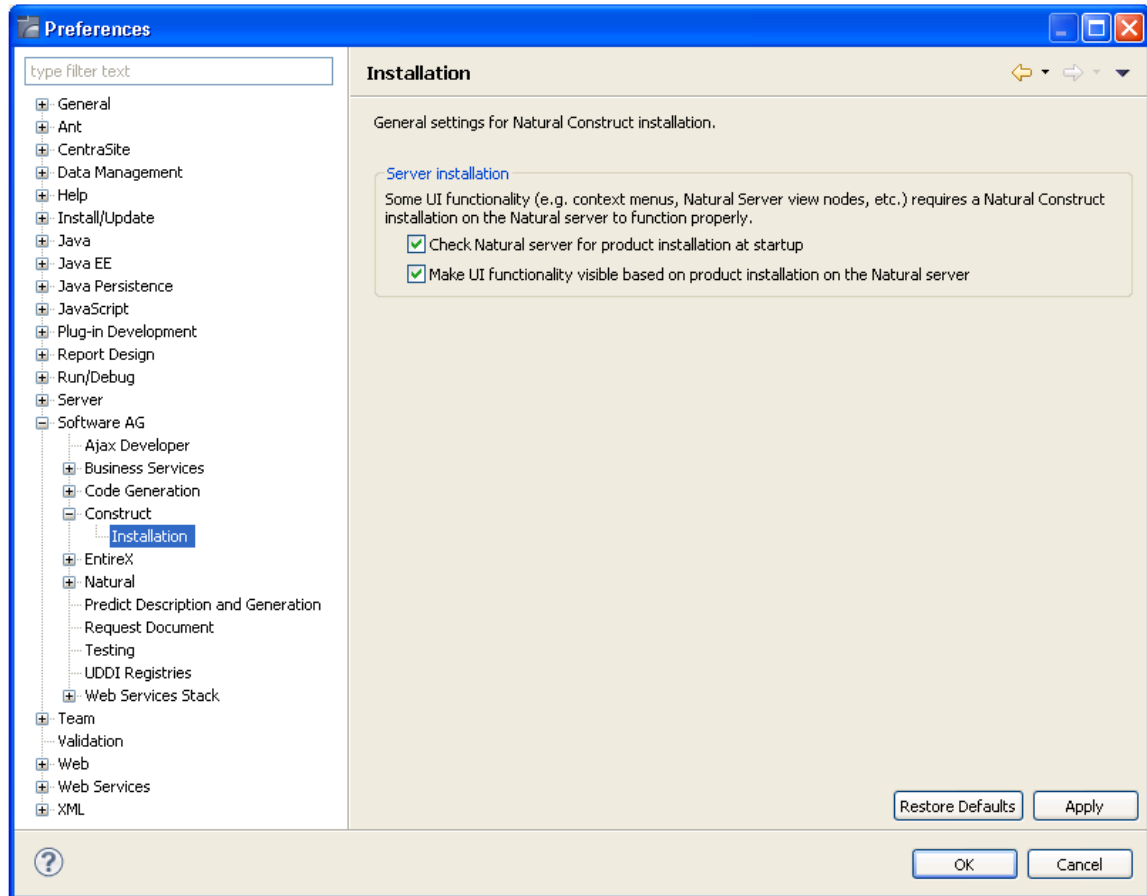 Preferences
type filter text
General
Ant
CentraSite
Data Management
Help
Install/Update
Java
Java EE
Java Persistence
JavaScript
Plug-in Development
Report Design
Run/Debug
Server
Software AG
Ajax Developer
Business Services
Code Generation
Construct
Installation
EntireX
Natural
Predict Description and Generation
Request Document
Testing
UDDI Registries
Web Services Stack
Team
Validation
Web
Web Services
XML
Installation
General settings for Natural Construct installation.
Server installation
Some UI functionality (e.g. context menus, Natural Server view nodes, etc.) requires a Natural Construct
installation on the Natural server to function properly.
Check Natural server for product installation at startup
Make UI functionality visible based on product installation on the Natural server
Restore Defaults
Apply
OK
Cancel